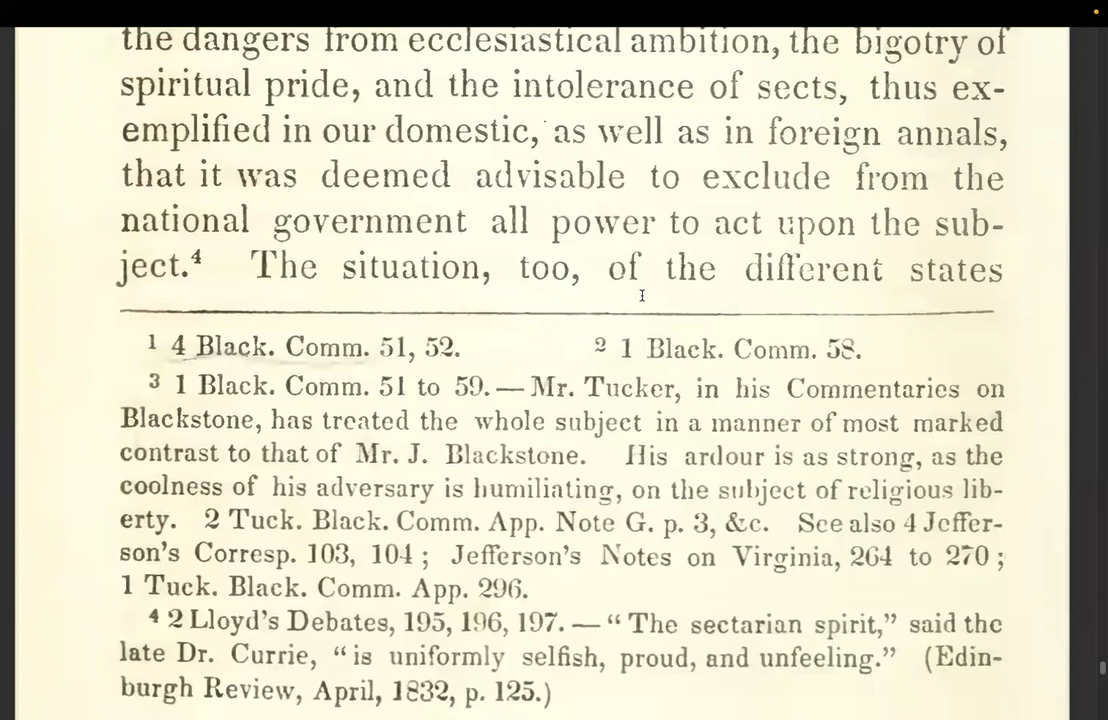 the dangers from ecclesiastical ambition, the bigotry of
spiritual pride, and the intolerance of sects, thus ex-
emplified in our domestic, as well as in foreign annals,
that it was deemed advisable to exclude from the
national government all power to act upon the sub-
ject.⁴ The situation, too, of the different states
¹ 4 Black. Comm. 51, 52. ² 1 Black. Comm. 58.
³ 1 Black. Comm. 51 to 59. — Mr. Tucker, in his Commentaries on
Blackstone, has treated the whole subject in a manner of most marked
contrast to that of Mr. J. Blackstone. His ardour is as strong, as the
coolness of his adversary is humiliating, on the subject of religious lib-
erty. 2 Tuck. Black. Comm. App. Note G. p. 3, &c. See also 4 Jeffer-
son's Corresp. 103, 104 ; Jefferson's Notes on Virginia, 264 to 270 ;
1 Tuck. Black. Comm. App. 296.
⁴ 2 Lloyd's Debates, 195, 196, 197. — “ The sectarian spirit,” said the
late Dr. Currie, “ is uniformly selfish, proud, and unfeeling.” (Edin-
burgh Review, April, 1832, p. 125.)